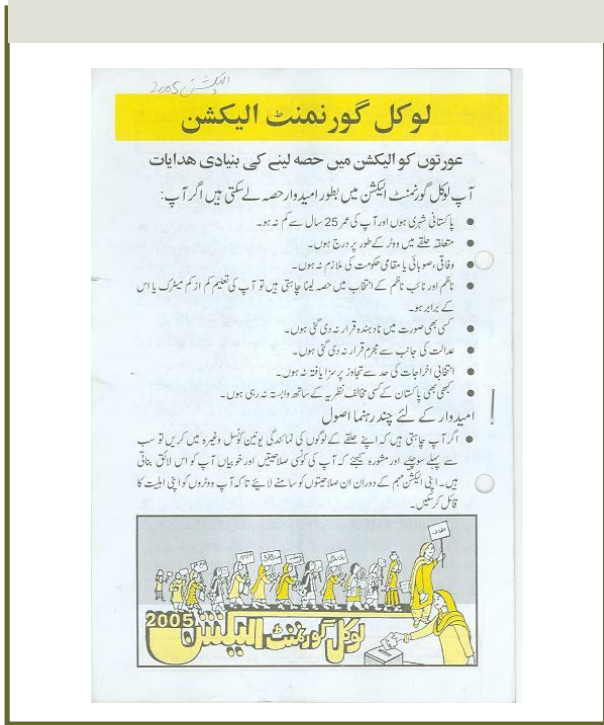 الیکشن 2005
لوکل گورنمنٹ الیکشن
عورتوں کو الیکشن میں حصہ لینے کی بنیادی هدایات
آپ لوکل گورنمنٹ الیکشن میں بطور امیدوار حصہ لے سکتی ہیں اگر آپ:
● پاکستانی شہری ہوں اور آپ کی عمر 25 سال سے کم نہ ہو۔
● متعلقہ حلقے میں ووٹر کے طور پر درج ہوں۔
● وفاقی، صوبائی یا مقامی حکومت کی ملازم نہ ہوں۔
● ناظم اور نائب ناظم کے انتخاب میں حصہ لینا چاہتی ہیں تو آپ کی تعلیم کم از کم میٹرک یا اس
کے برابر ہو۔
● کسی بھی صورت میں نادہندہ قرار نہ دی گئی ہوں۔
● عدالت کی جانب سے مجرم قرار نہ دی گئی ہوں۔
● انتخابی اخراجات کی حد سے تجاوز پر سزا یافتہ نہ ہوں۔
● کبھی بھی پاکستان کے کسی مخالف نظریہ کے ساتھ وابستہ نہ رہی ہوں۔
امیدوار کے لئے چند رہنما اصول
● اگر آپ چاہتی ہیں کہ اپنے حلقے کے لوگوں کی نمائندگی یونین کونسل وغیرہ میں کریں تو سب
سے پہلے سوچئے اور مشورہ کیجئے کہ آپ کی کونسی صلاحیتیں اور خوبیاں آپ کو اس لائق بناتی
ہیں۔ اپنی الیکشن مہم کے دوران ان صلاحیتوں کو سامنے لائیے تاکہ آپ ووٹروں کو اپنی اہلیت کا
قائل کرسکیں۔
لوکل گورنمنٹ الیکشن 2005